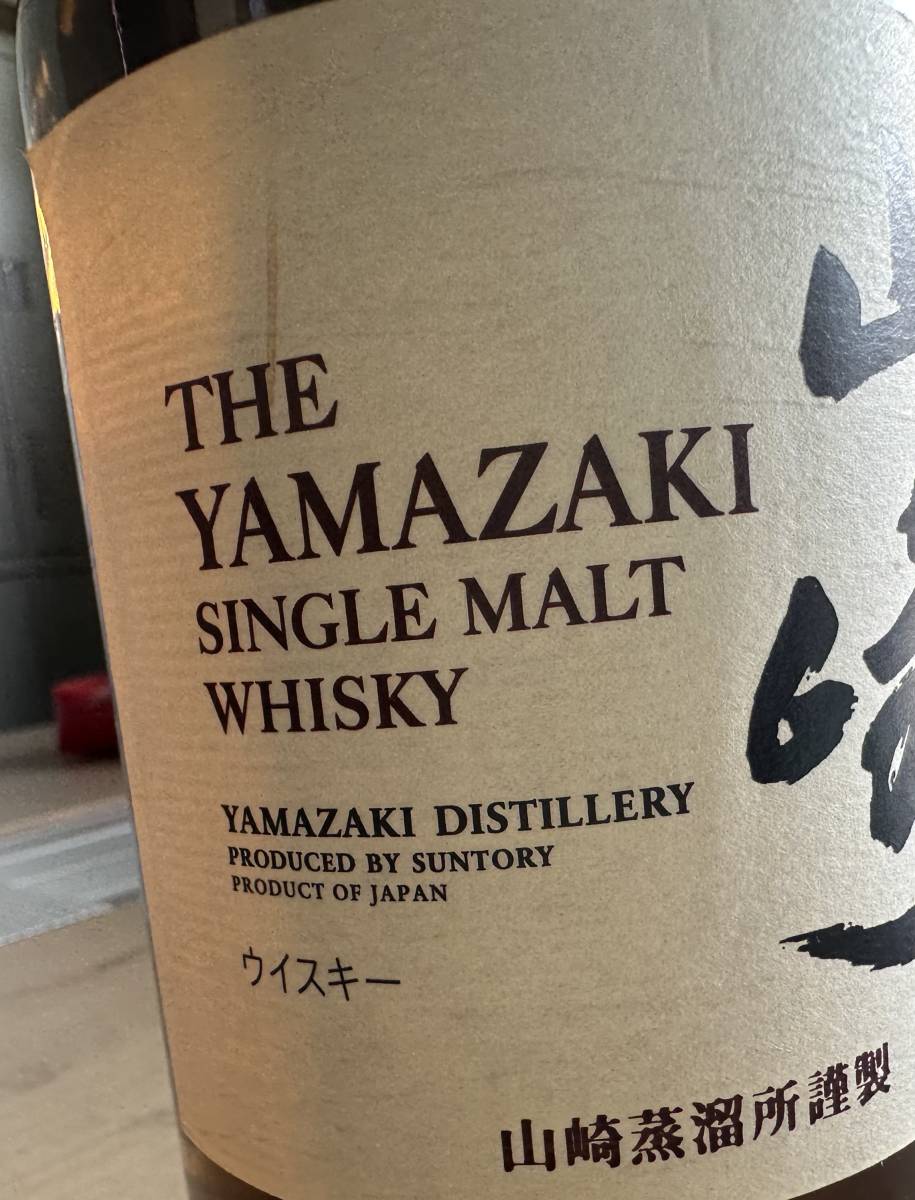 THE
YAMAZAKI
SINGLE MALT
WHISKY
YAMAZAKI DISTILLERY
PRODUCED BY SUNTORY
PRODUCT OF JAPAN
ウイスキー
山崎蒸溜所謹製